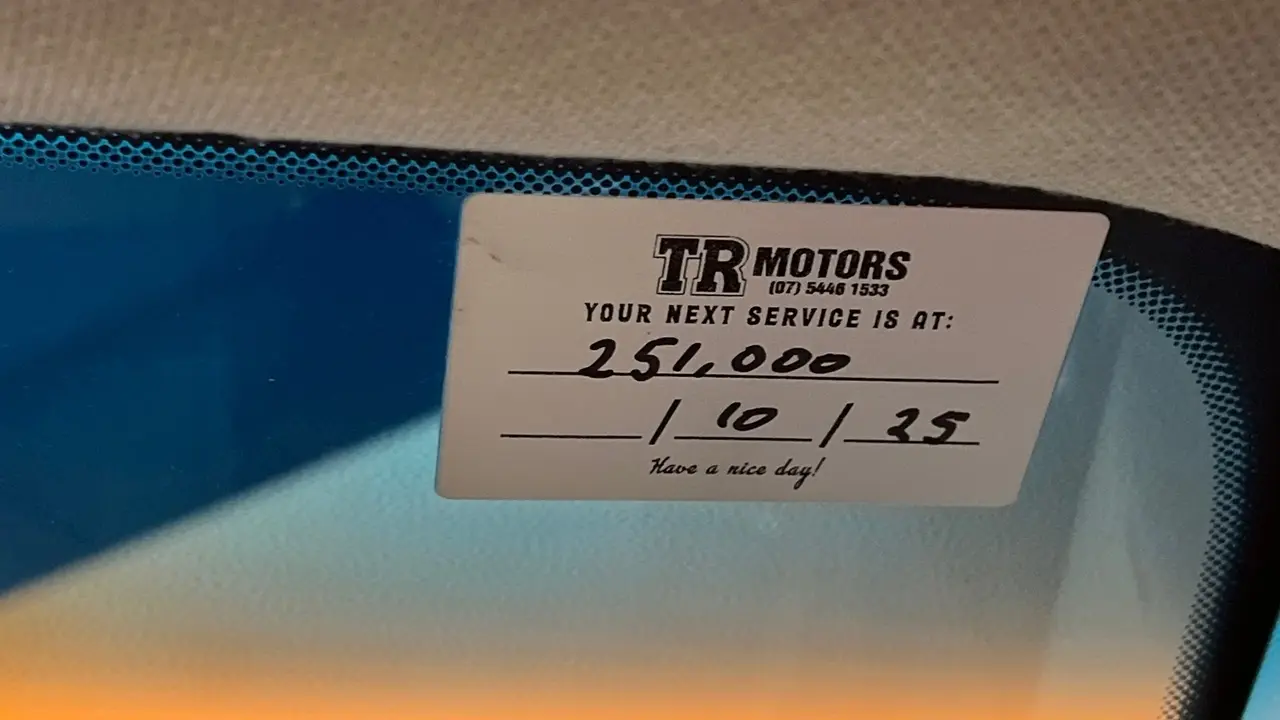 TR MOTORS
(07) 5446 1533
YOUR NEXT SERVICE IS AT:
251,000
/ 10 / 25
Have a nice day!